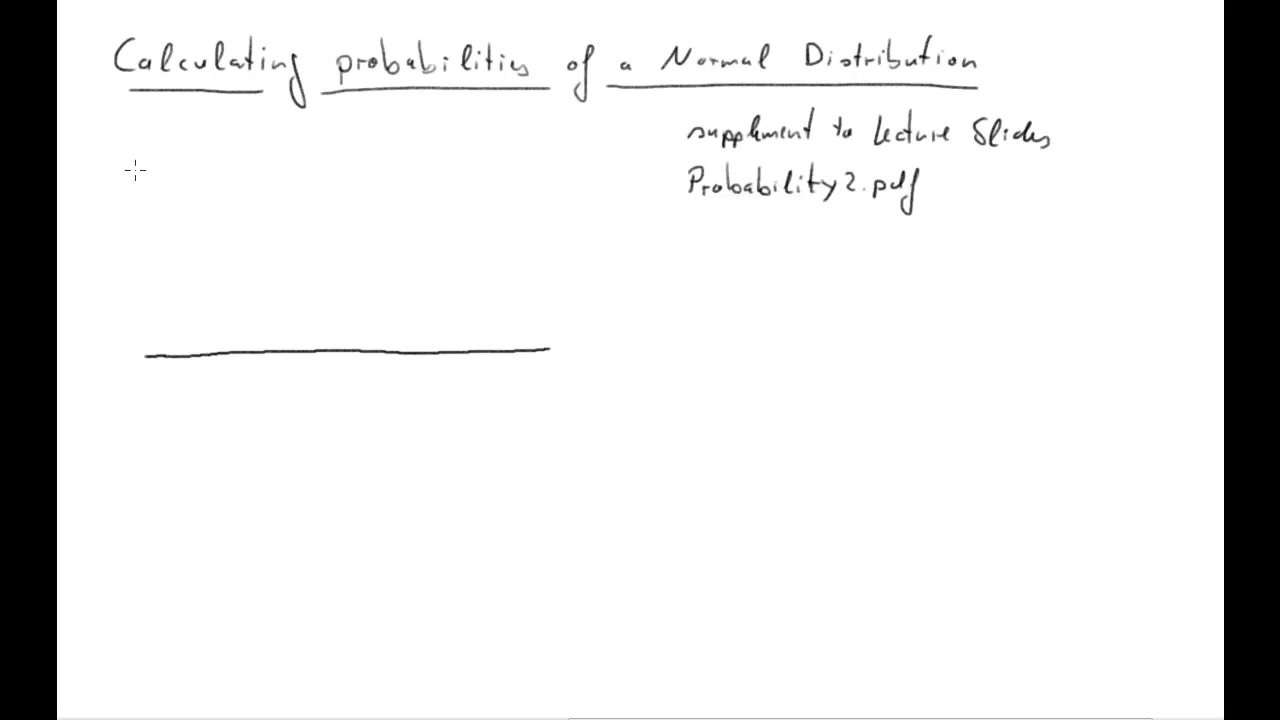 Calculating probabilities of a Normal Distribution
supplement to Lecture Slides
Probability2.pdf